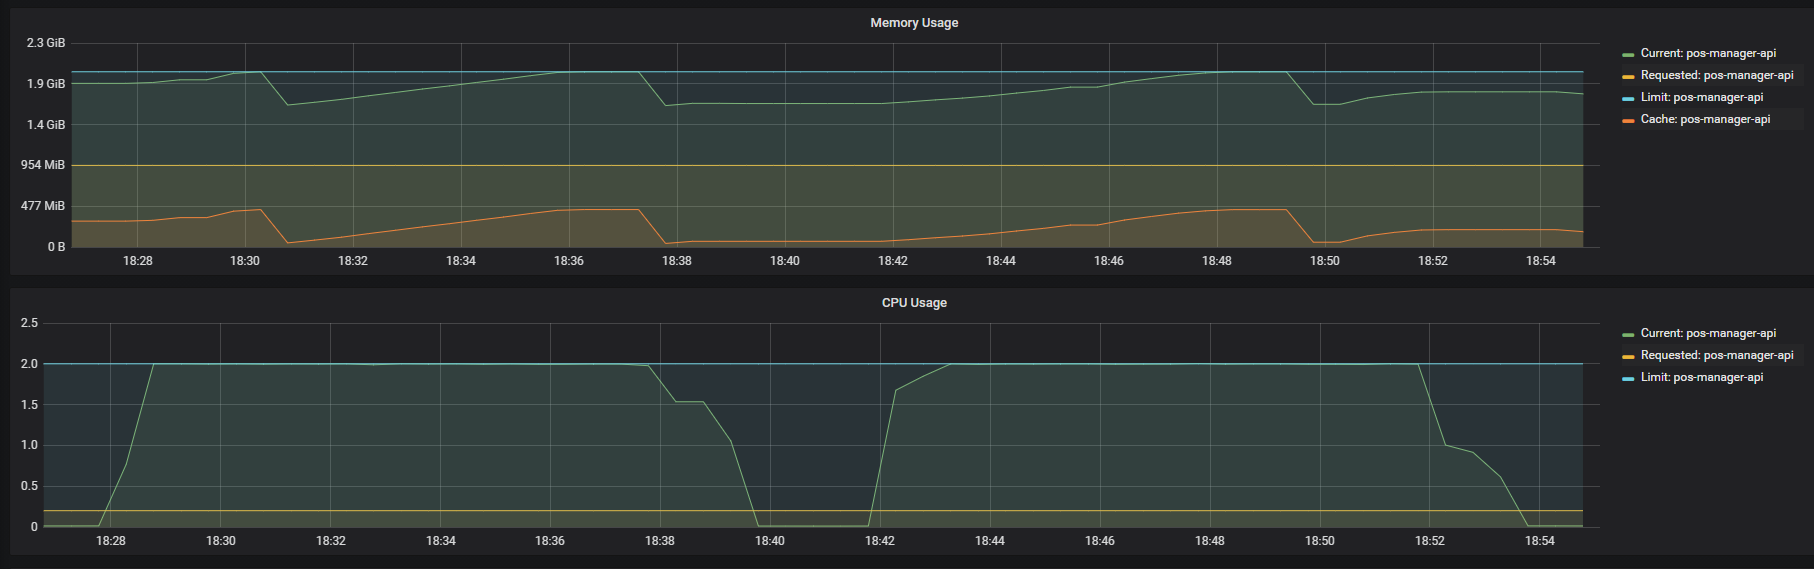 Memory Usage
2.3 GiB
1.9 GiB
1.4 GiB
954 MiB
477 MiB
0 B
18:28 18:30 18:32 18:34 18:36 18:38 18:40 18:42 18:44 18:46 18:48 18:50 18:52 18:54
Current: pos-manager-api
Requested: pos-manager-api
Limit: pos-manager-api
Cache: pos-manager-api
CPU Usage
2.5
2.0
1.5
1.0
0.5
0
18:28 18:30 18:32 18:34 18:36 18:38 18:40 18:42 18:44 18:46 18:48 18:50 18:52 18:54
Current: pos-manager-api
Requested: pos-manager-api
Limit: pos-manager-api